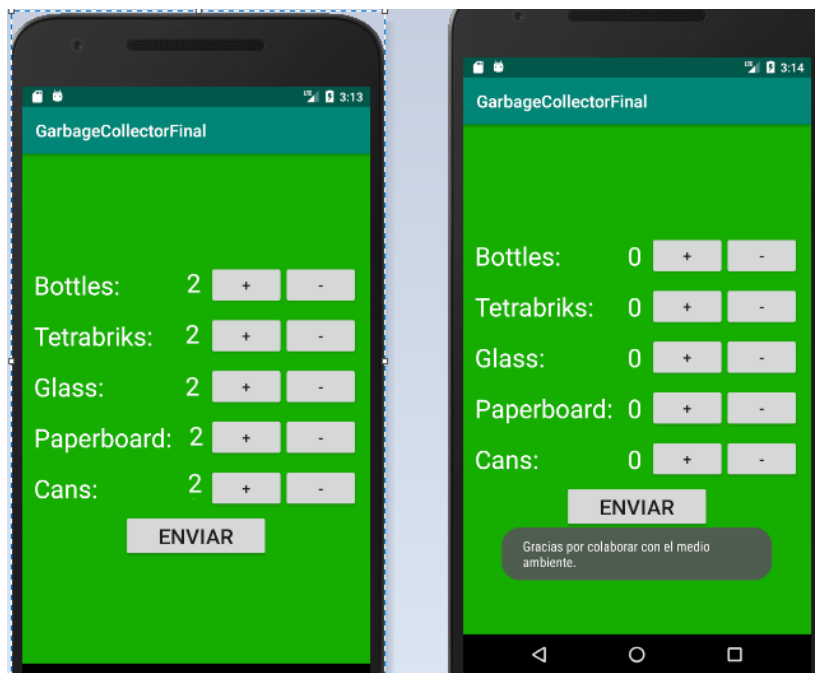 3:13
GarbageCollectorFinal
Bottles: 2 + -
Tetrabriks: 2 + -
Glass: 2 + -
Paperboard: 2 + -
Cans: 2 + -
ENVIAR
LTE 3:14
GarbageCollectorFinal
Bottles: 0 + -
Tetrabriks: 0 + -
Glass: 0 + -
Paperboard: 0 + -
Cans: 0 + -
ENVIAR
Gracias por colaborar con el medio
ambiente.